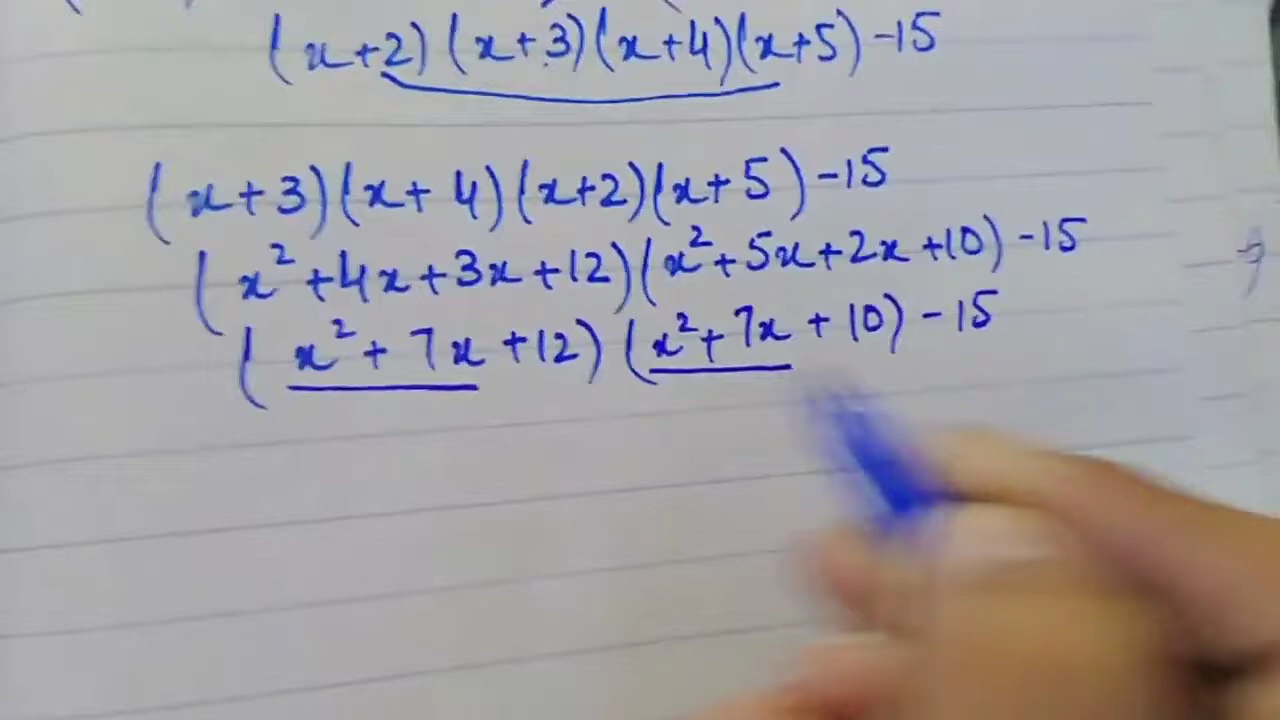 (x+2)(x+3)(x+4)(x+5)-15
(x+3)(x+4)(x+2)(x+5)-15
(x²+4x+3x+12)(x²+5x+2x+10)-15
(x²+7x+12)(x²+7x+10)-15